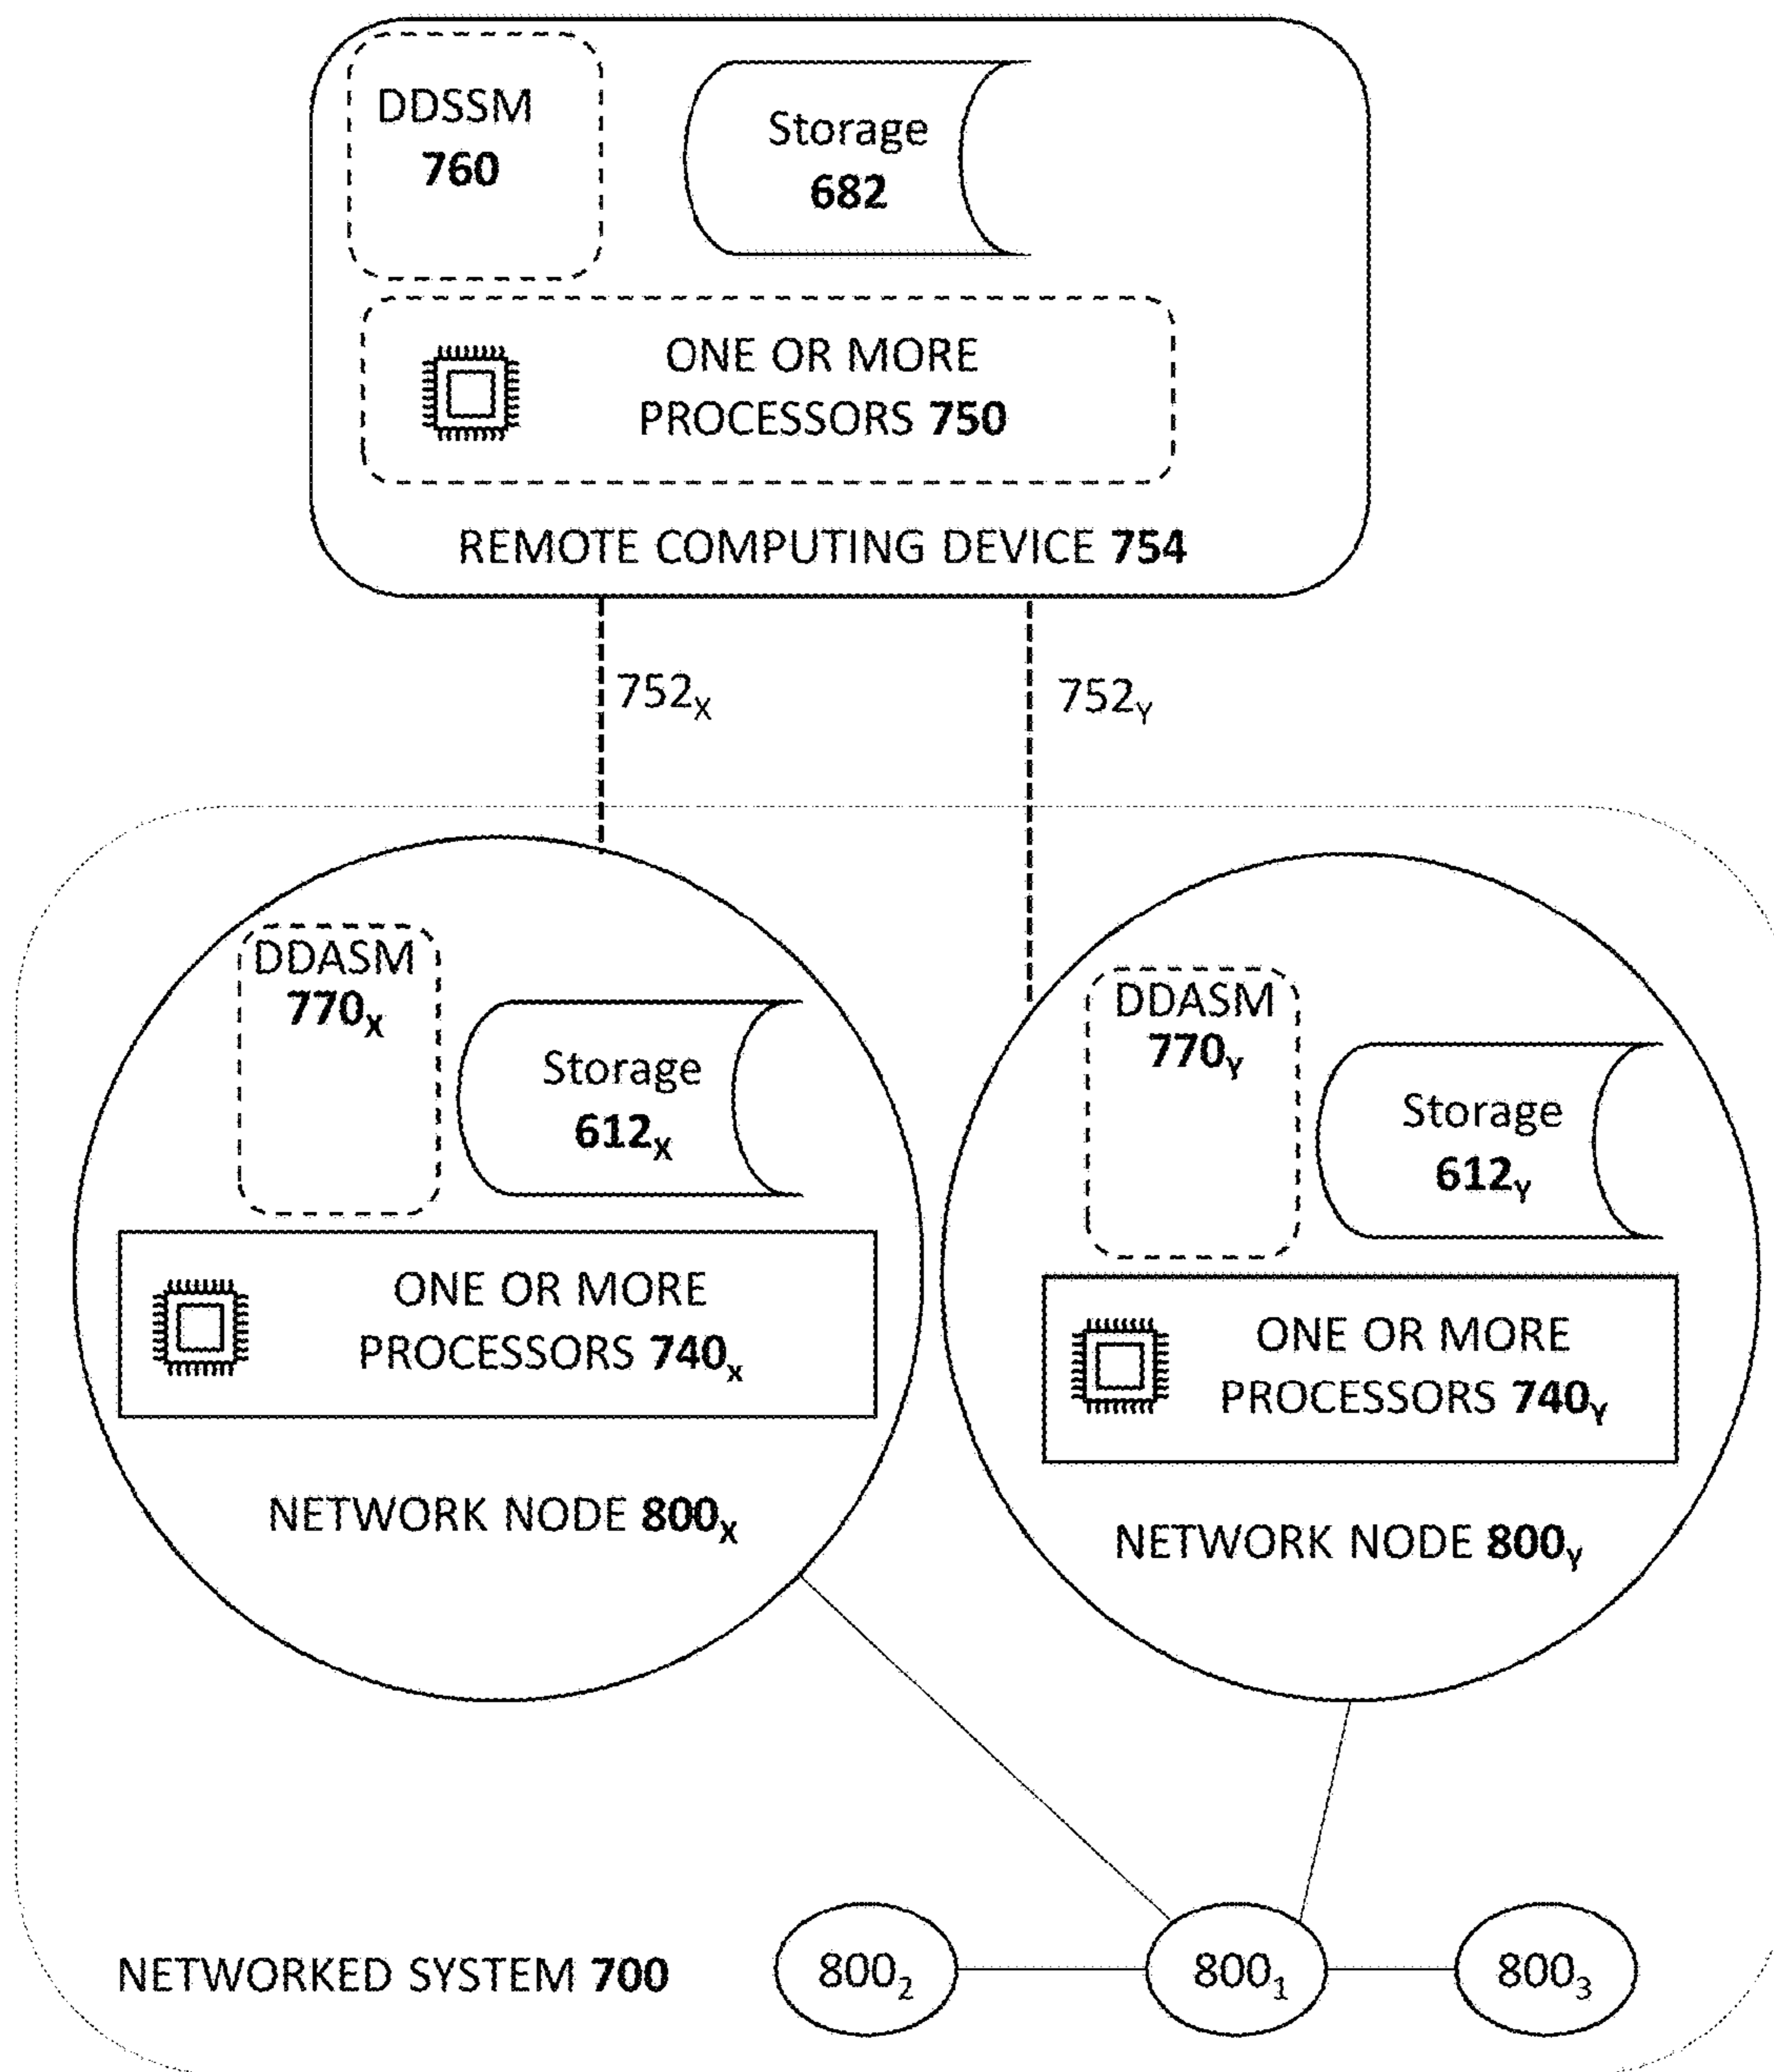 DDSSM
760
Storage
682
ONE OR MORE
PROCESSORS 750
REMOTE COMPUTING DEVICE 754
752X
752Y
DDASM
770X
Storage
612X
ONE OR MORE
PROCESSORS 740X
NETWORK NODE 800X
DDASM
770Y
Storage
612Y
ONE OR MORE
PROCESSORS 740Y
NETWORK NODE 800Y
NETWORKED SYSTEM 700
8002
8001
8003